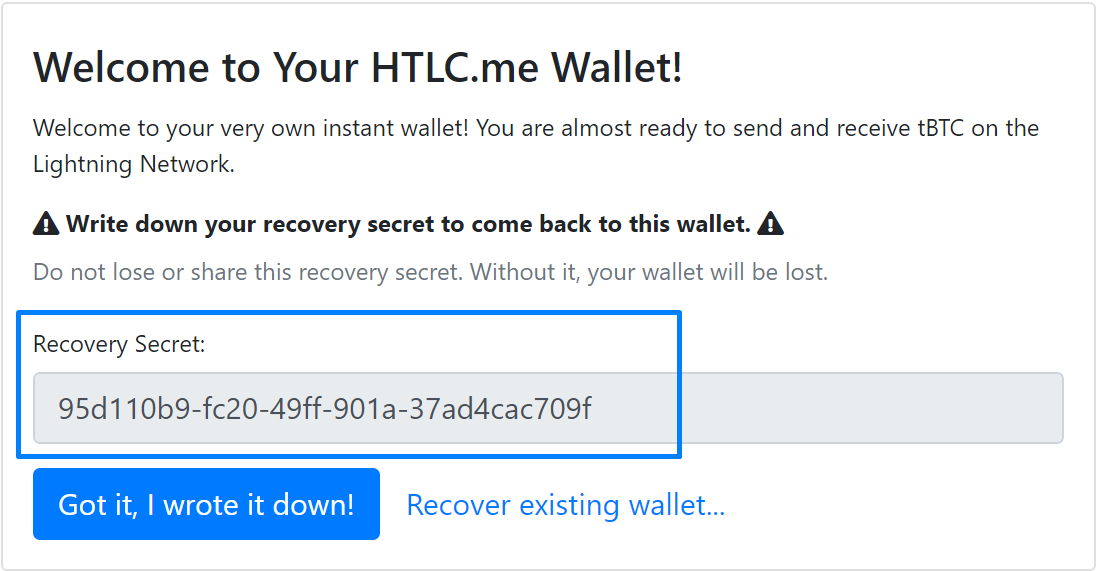 Welcome to Your HTLC.me Wallet!
Welcome to your very own instant wallet! You are almost ready to send and receive tBTC on the
Lightning Network.
Write down your recovery secret to come back to this wallet.
Do not lose or share this recovery secret. Without it, your wallet will be lost.
Recovery Secret:
95d110b9-fc20-49ff-901a-37ad4cac709f
Got it, I wrote it down! Recover existing wallet...